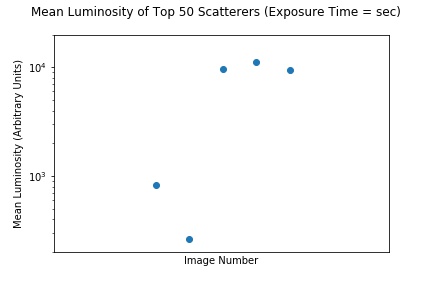 Mean Luminosity of Top 50 Scatterers (Exposure Time = sec)
Mean Luminosity (Arbitrary Units)
10⁴
10³
Image Number